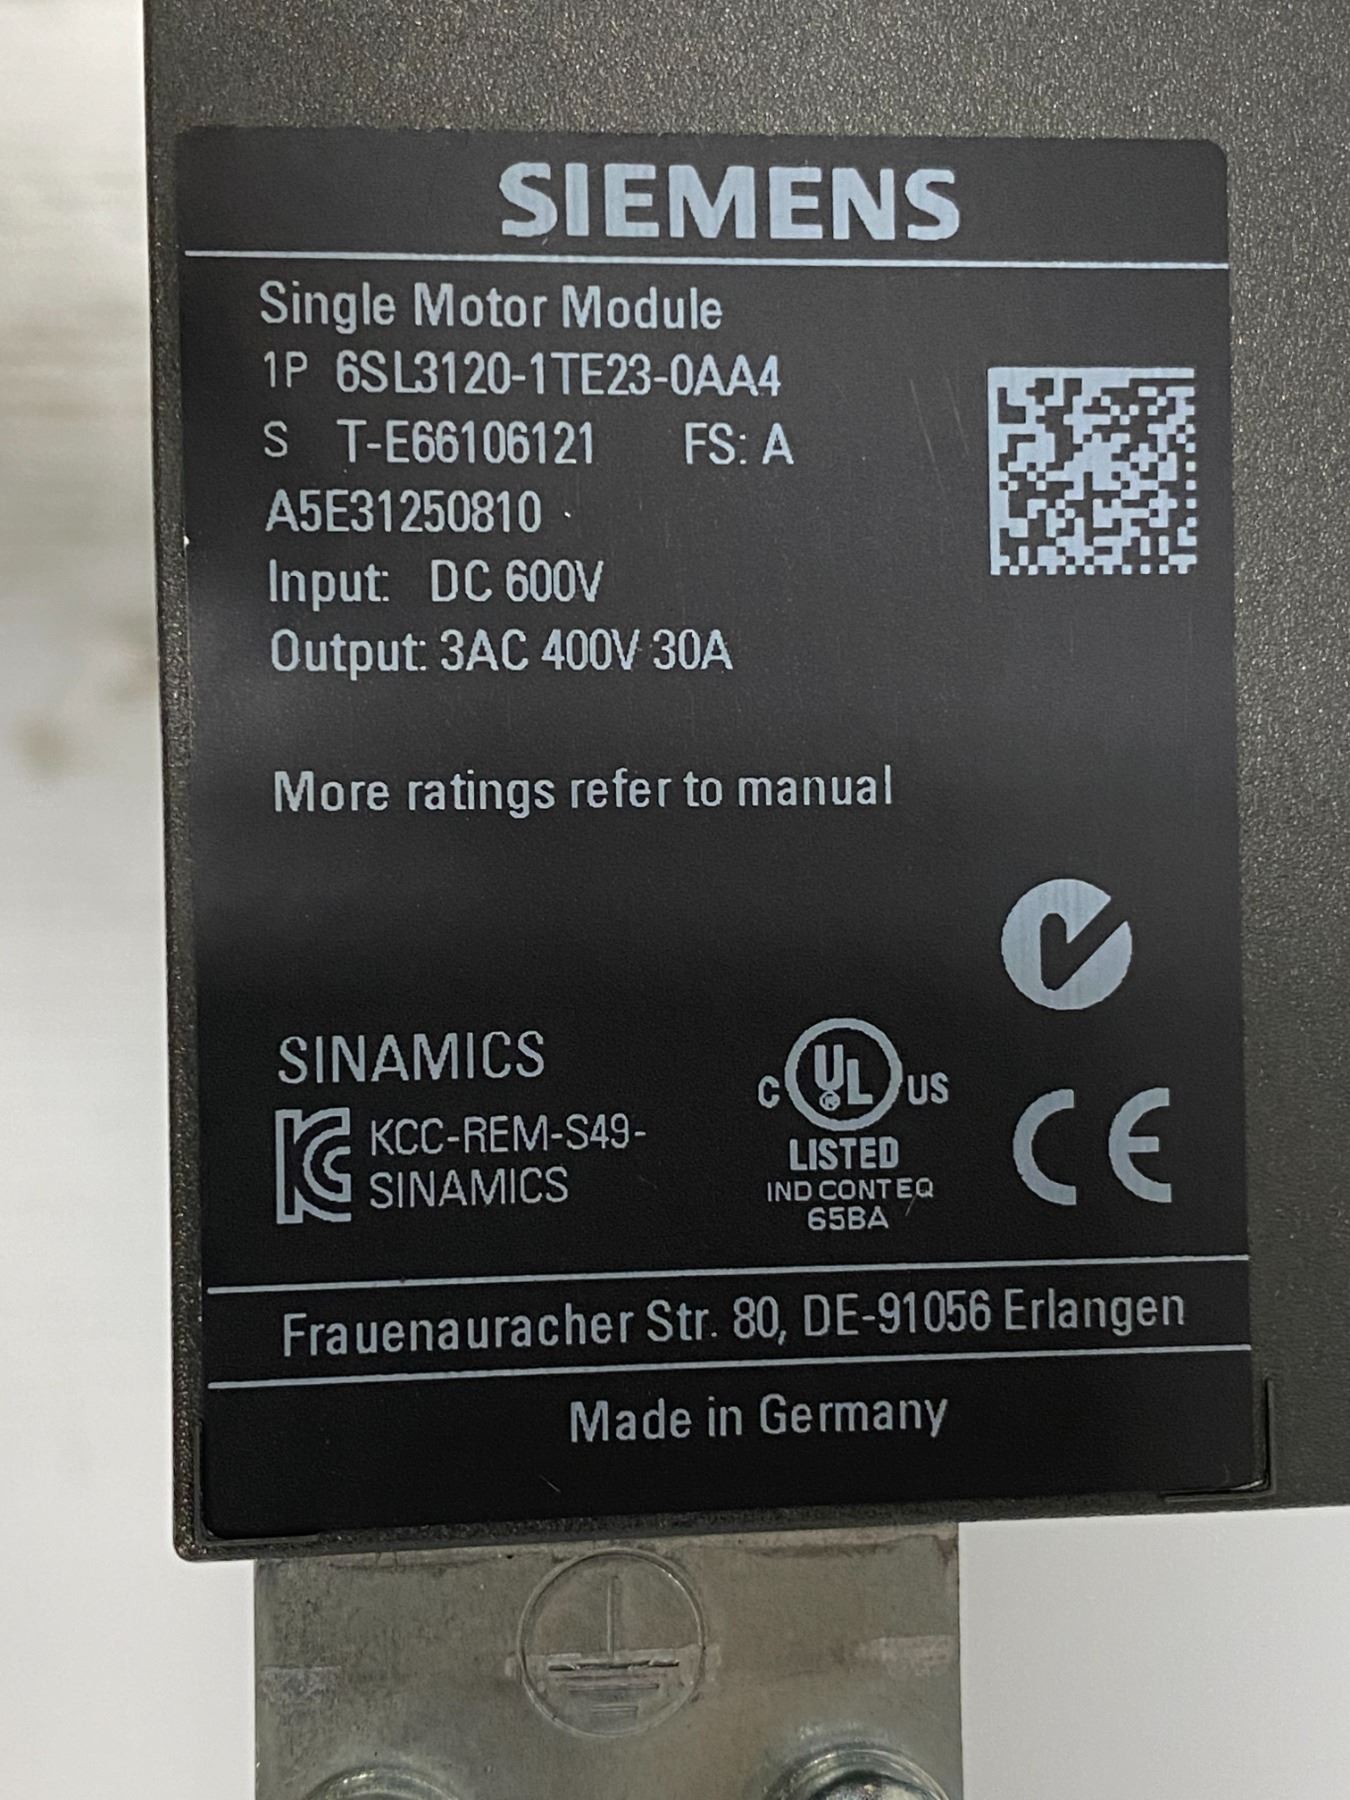 SIEMENS
Single Motor Module
1P 6SL3120-1TE23-0AA4
S T-E66106121 FS: A
A5E31250810
Input: DC 600V
Output: 3AC 400V 30A
More ratings refer to manual
SINAMICS
KCC-REM-S49-
SINAMICS
C UL US
LISTED
IND CONT EQ
65BA
CE
Frauenauracher Str. 80, DE-91056 Erlangen
Made in Germany